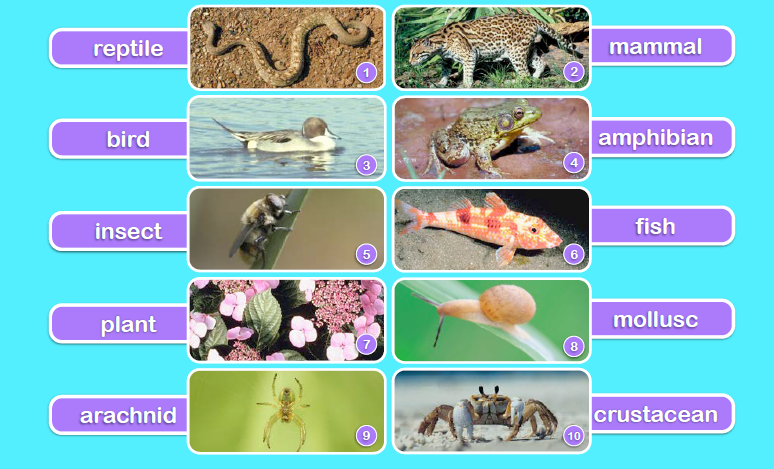 reptile
1
2
mammal
bird
3
4
amphibian
insect
5
6
fish
plant
7
8
mollusc
arachnid
9
10
crustacean